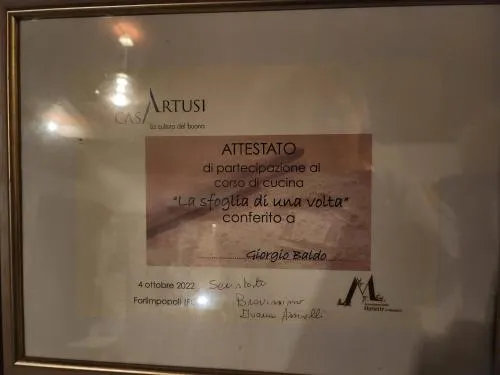 CASARTUSI
La cultura del buono
ATTESTATO
di partecipazione al
corso di cucina
"La sfoglia di una volta"
conferito a
Giorgio Baldo
4 ottobre 2022
Forlimpopoli
Bravissimo